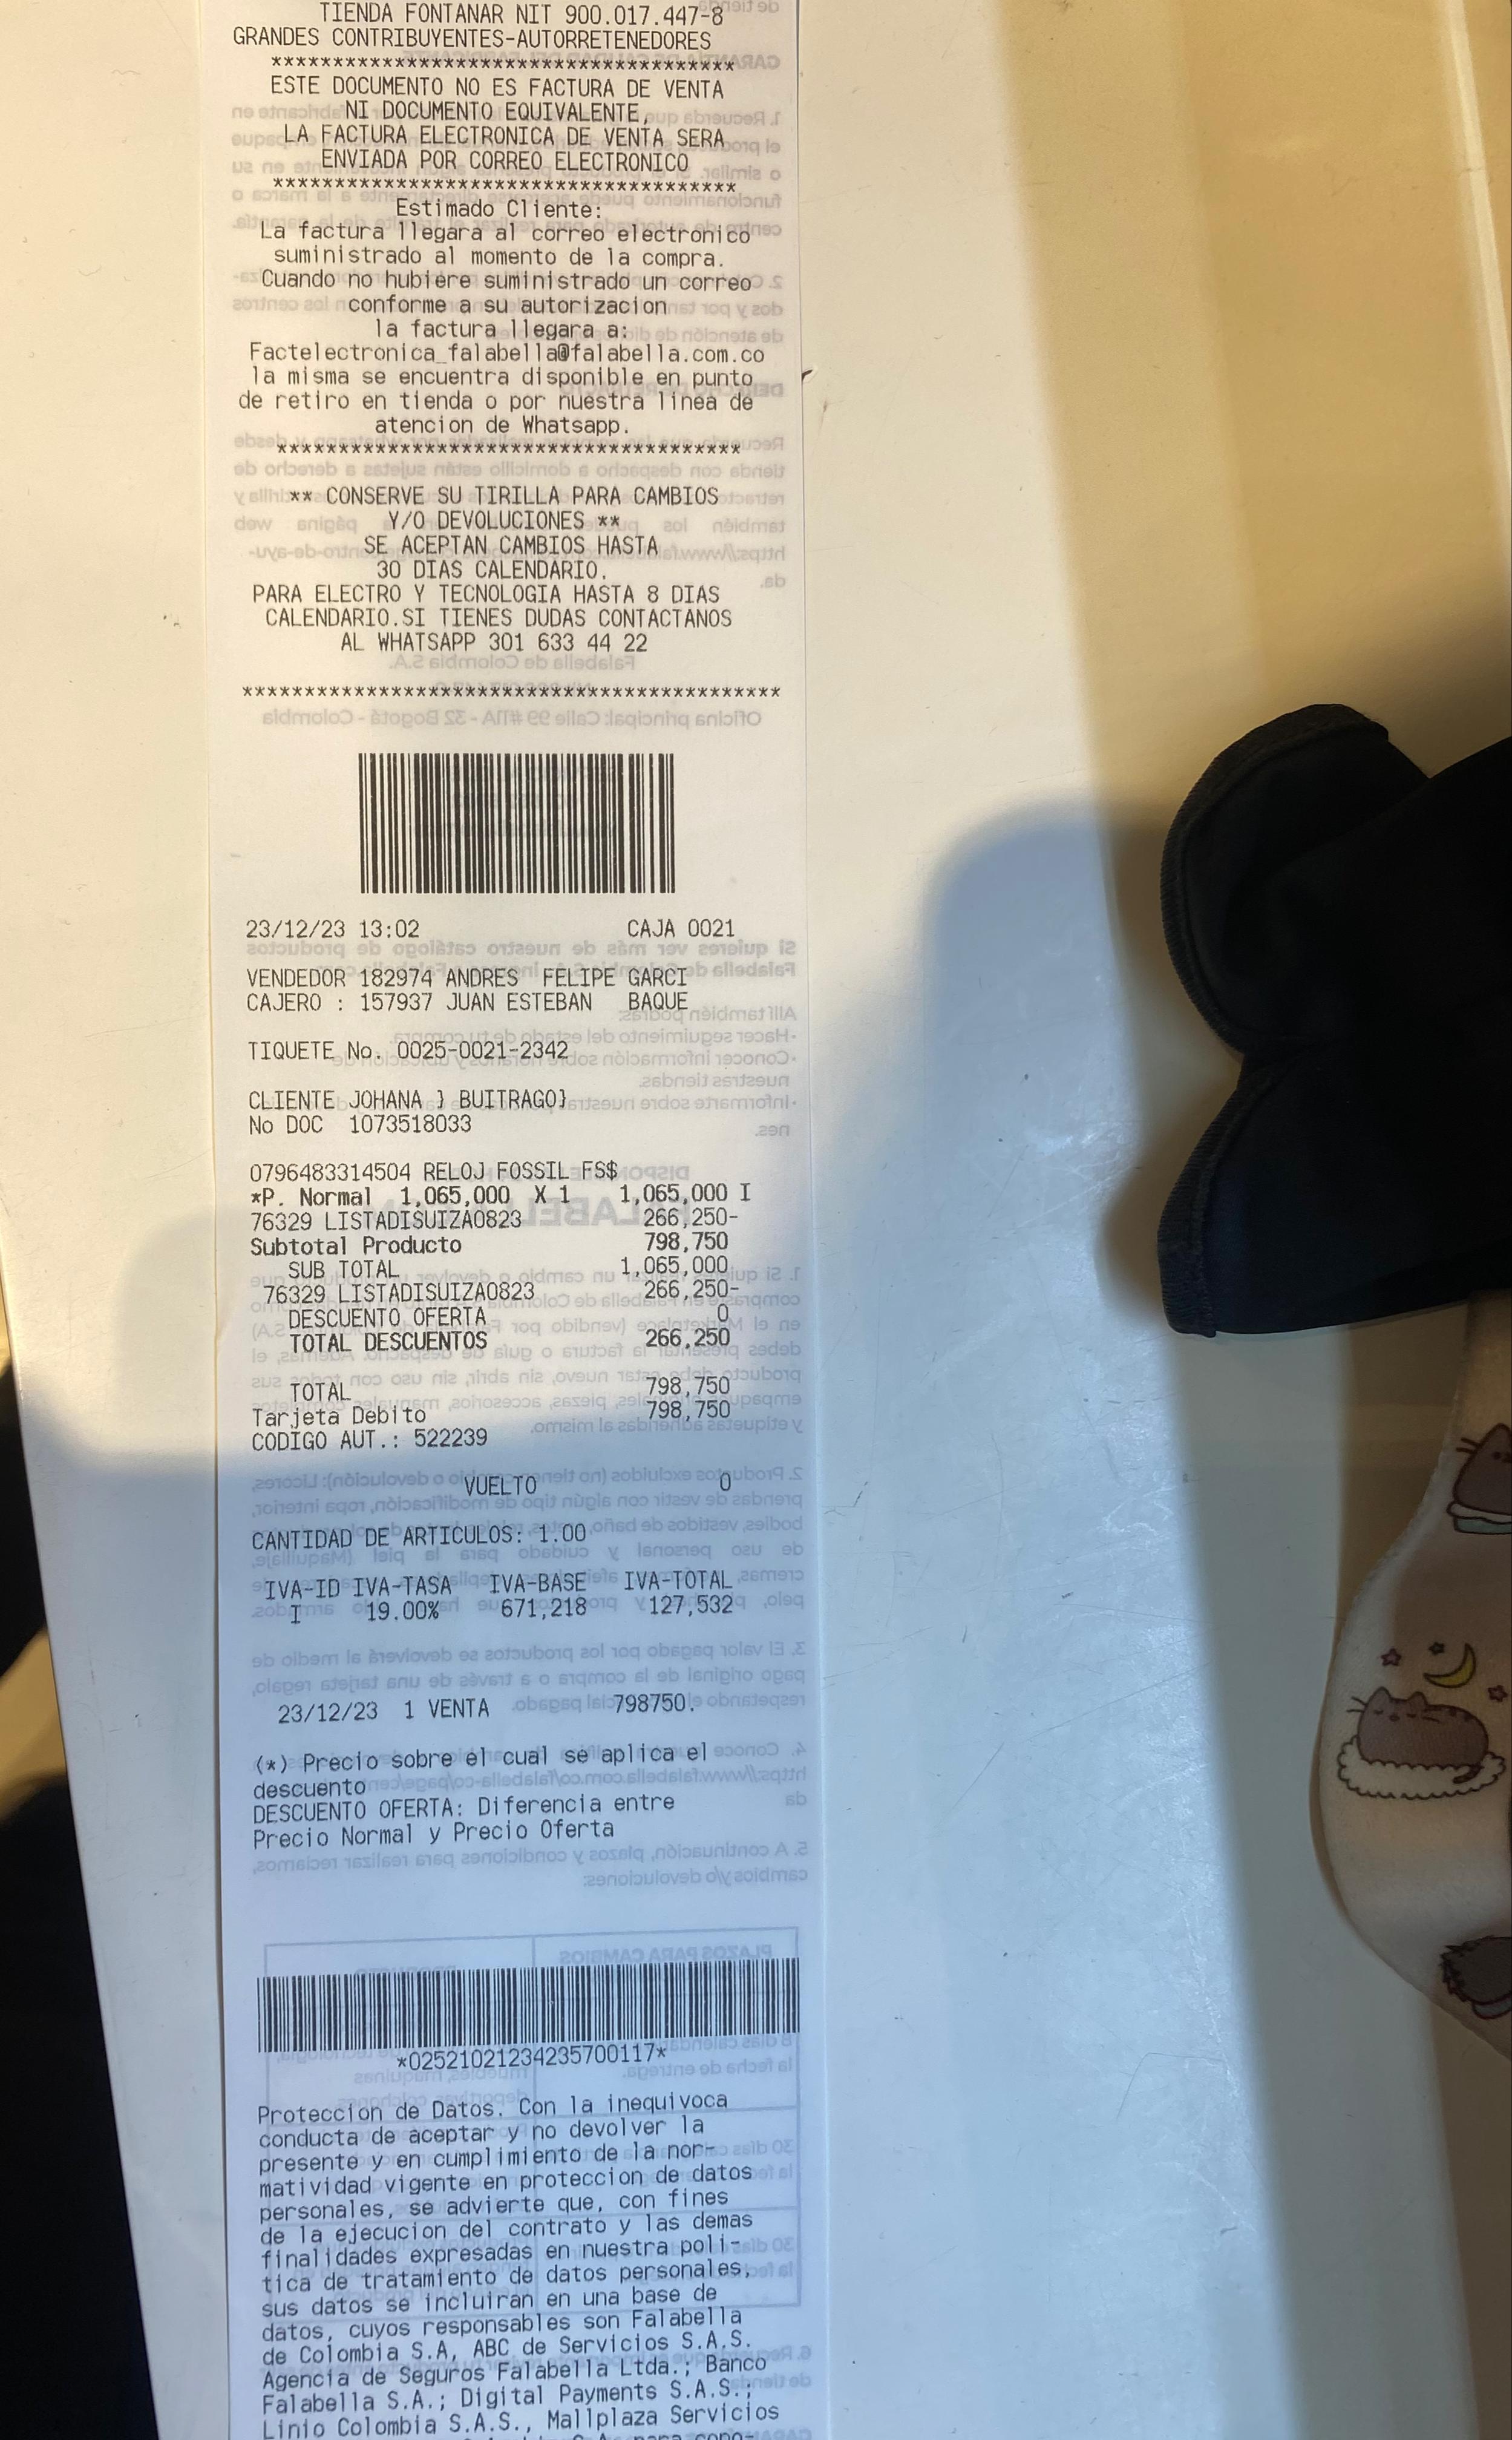 TIENDA FONTANAR NIT 900.017.447-8
GRANDES CONTRIBUYENTES-AUTORRETENEDORES
*************************************
ESTE DOCUMENTO NO ES FACTURA DE VENTA
NI DOCUMENTO EQUIVALENTE,
LA FACTURA ELECTRONICA DE VENTA SERA
ENVIADA POR CORREO ELECTRONICO
*************************************
Estimado Cliente:
La factura llegara al correo electronico
suministrado al momento de la compra.
Cuando no hubiere suministrado un correo
conforme a su autorizacion
la factura llegara a:
Factelectronica_falabella@falabella.com.co
la misma se encuentra disponible en punto
de retiro en tienda o por nuestra linea de
atencion de Whatsapp.
*************************************
** CONSERVE SU TIRILLA PARA CAMBIOS
Y/O DEVOLUCIONES **
SE ACEPTAN CAMBIOS HASTA
30 DIAS CALENDARIO.
PARA ELECTRO Y TECNOLOGIA HASTA 8 DIAS
CALENDARIO.SI TIENES DUDAS CONTACTANOS
AL WHATSAPP 301 633 44 22
*******************************************
23/12/23 13:02 CAJA 0021
VENDEDOR 182974 ANDRES FELIPE GARCI
CAJERO : 157937 JUAN ESTEBAN BAQUE
TIQUETE No. 0025-0021-2342
CLIENTE JOHANA } BUITRAGO}
No DOC 1073518033
0796483314504 RELOJ FOSSIL FS$
*P. Normal 1,065,000 X 1 1,065,000 I
76329 LISTADISUIZA0823 266,250-
Subtotal Producto 798,750
SUB TOTAL 1,065,000
76329 LISTADISUIZA0823 266,250-
DESCUENTO OFERTA 0
TOTAL DESCUENTOS 266,250
TOTAL 798,750
Tarjeta Debito 798,750
CODIGO AUT.: 522239
VUELTO 0
CANTIDAD DE ARTICULOS: 1.00
IVA-ID IVA-TASA IVA-BASE IVA-TOTAL
I 19.00% 671,218 127,532
23/12/23 1 VENTA 798750.
(*) Precio sobre el cual se aplica el
descuento
DESCUENTO OFERTA: Diferencia entre
Precio Normal y Precio Oferta
*02521021234235700117*
Proteccion de Datos. Con la inequivoca
conducta de aceptar y no devolver la
presente y en cumplimiento de la nor-
matividad vigente en proteccion de datos
personales, se advierte que, con fines
de la ejecucion del contrato y las demas
finalidades expresadas en nuestra poli-
tica de tratamiento de datos personales,
sus datos se incluiran en una base de
datos, cuyos responsables son Falabella
de Colombia S.A, ABC de Servicios S.A.S.
Agencia de Seguros Falabella Ltda.; Banco
Falabella S.A.; Digital Payments S.A.S.;
Linio Colombia S.A.S., Mallplaza Servicios